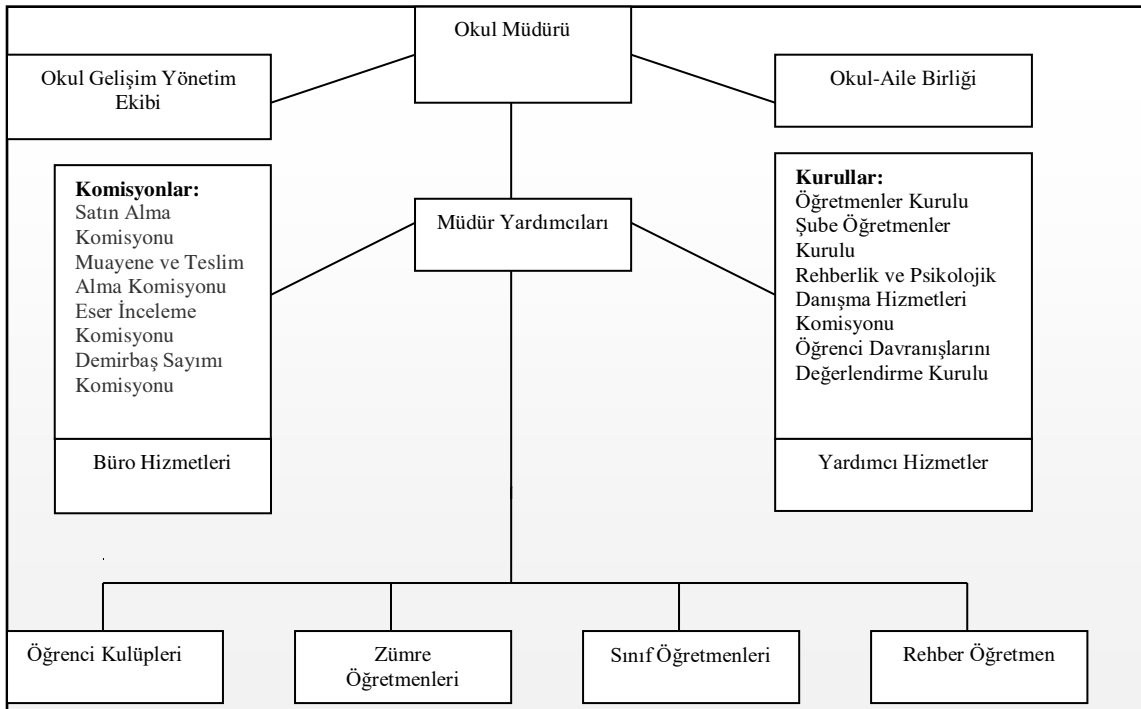 Okul Müdürü
Okul Gelişim Yönetim
Ekibi
Okul-Aile Birliği
Komisyonlar:
Satın Alma
Komisyonu
Muayene ve Teslim
Alma Komisyonu
Eser İnceleme
Komisyonu
Demirbaş Sayımı
Komisyonu
Müdür Yardımcıları
Kurullar:
Öğretmenler Kurulu
Şube Öğretmenler
Kurulu
Rehberlik ve Psikolojik
Danışma Hizmetleri
Komisyonu
Öğrenci Davranışlarını
Değerlendirme Kurulu
Büro Hizmetleri
Yardımcı Hizmetler
Öğrenci Kulüpleri
Zümre
Öğretmenleri
Sınıf Öğretmenleri
Rehber Öğretmen